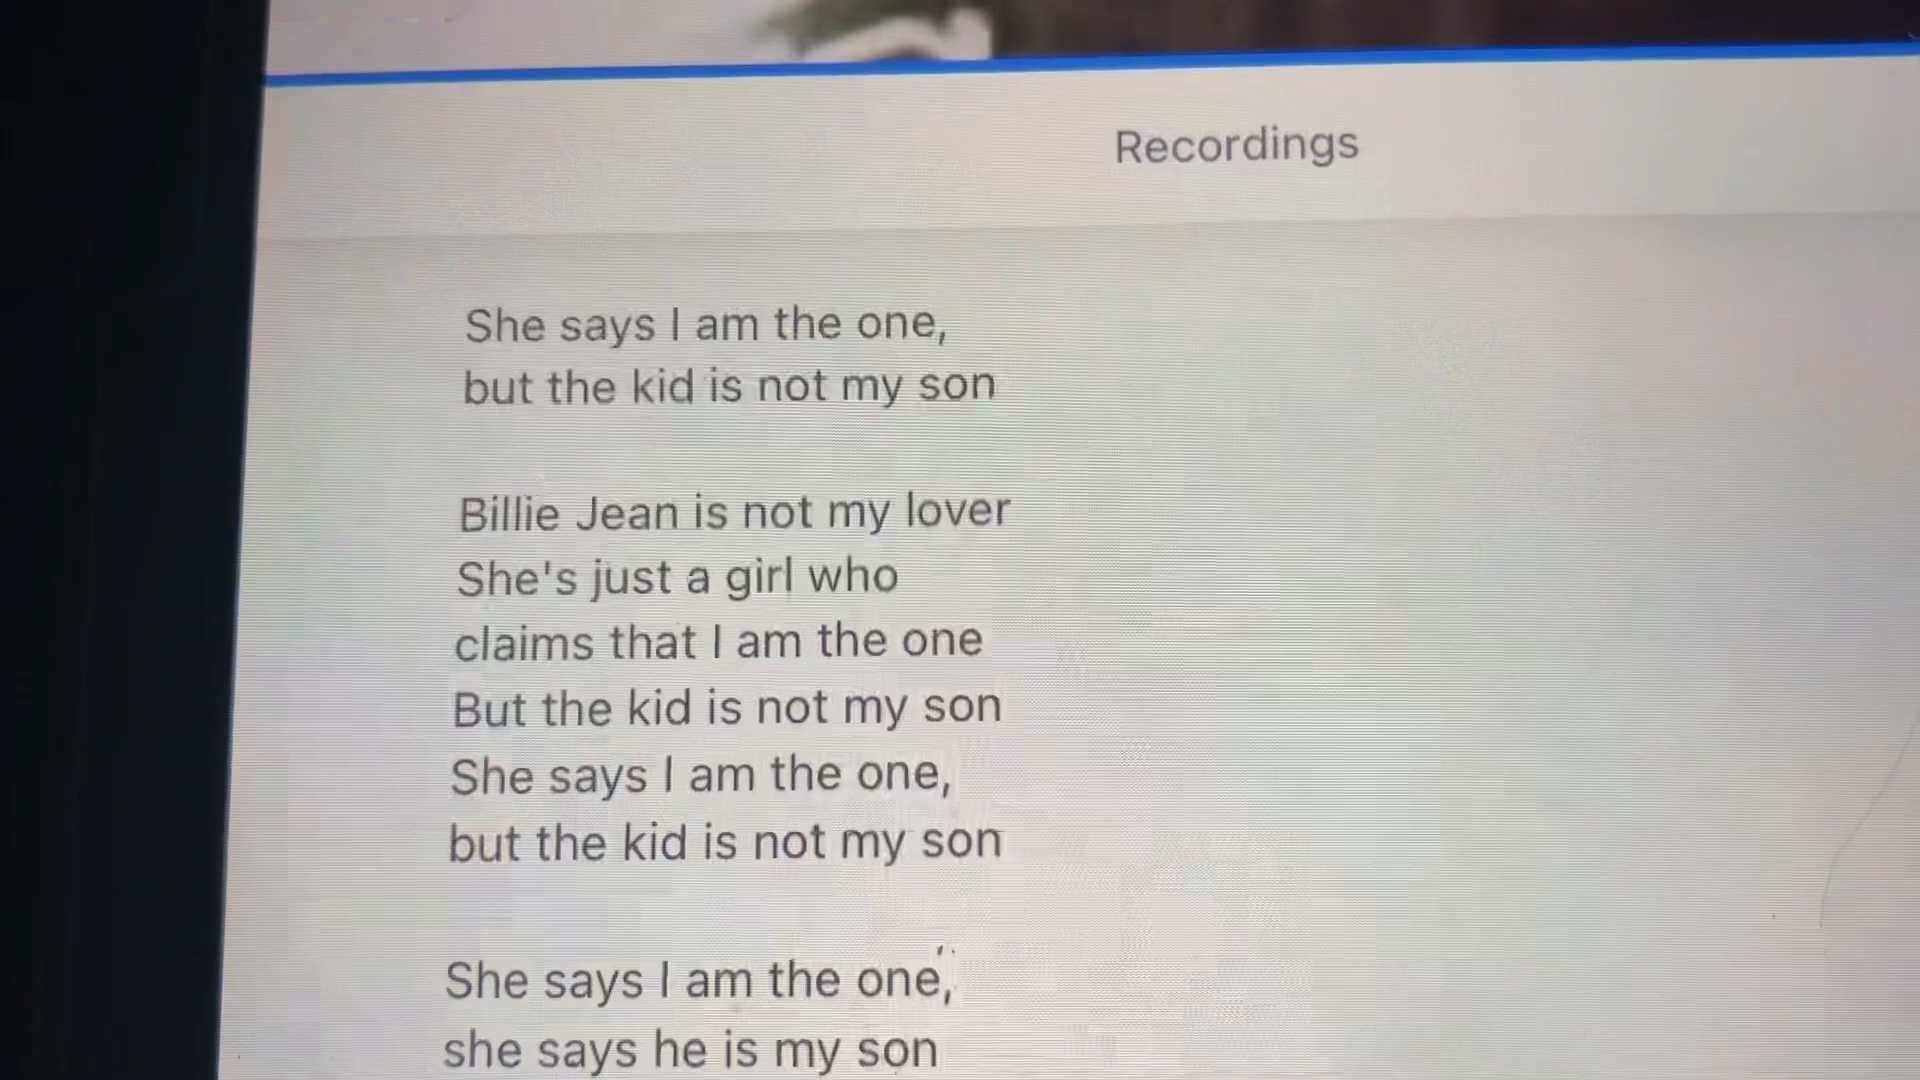 Recordings
She says I am the one,
but the kid is not my son
Billie Jean is not my lover
She's just a girl who
claims that I am the one
But the kid is not my son
She says I am the one,
but the kid is not my son
She says I am the one,
she says he is my son